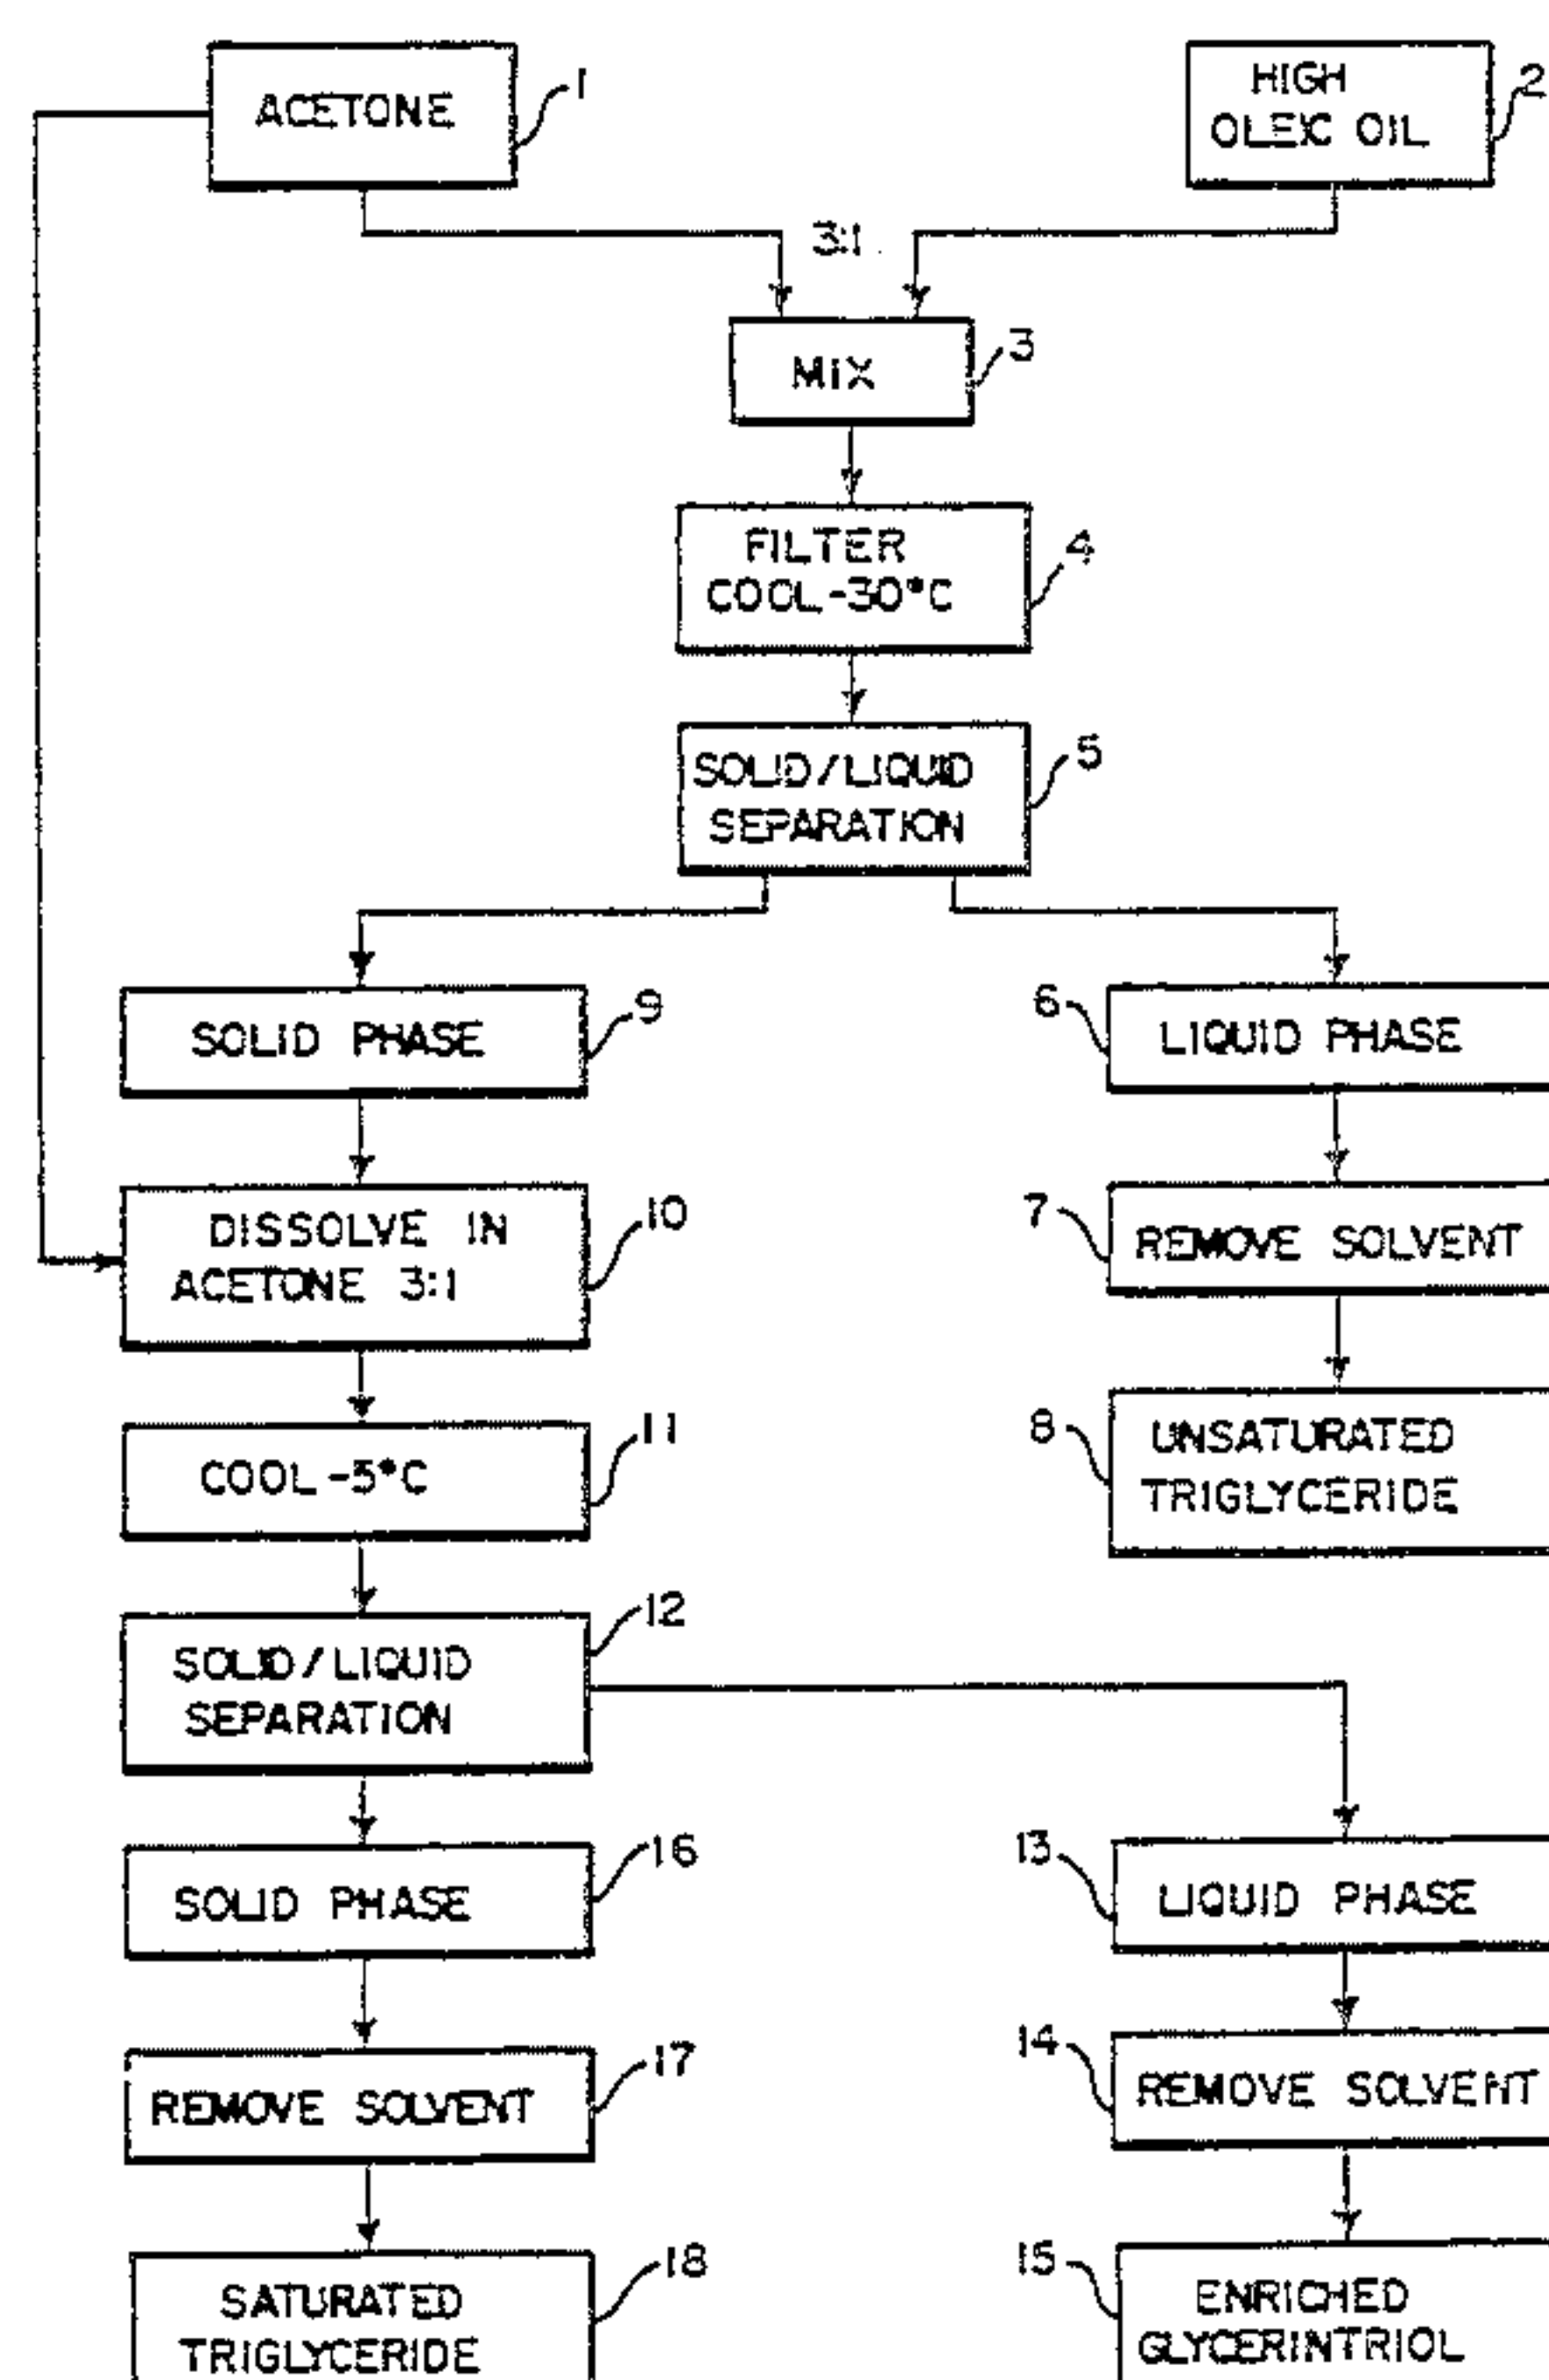 ACETONE
1
HIGH
OLEIC OIL
2
3:1
MIX
3
FILTER
COOL -30°C
4
SOLID/LIQUID
SEPARATION
5
SOLID PHASE
9
6
LIQUID PHASE
DISSOLVE IN
ACETONE 3:1
10
7
REMOVE SOLVENT
COOL -5°C
11
8
UNSATURATED
TRIGLYCERIDE
SOLID/LIQUID
SEPARATION
12
SOLID PHASE
16
13
LIQUID PHASE
REMOVE SOLVENT
17
14
REMOVE SOLVENT
SATURATED
TRIGLYCERIDE
18
15
ENRICHED
GLYCERINTRIOL